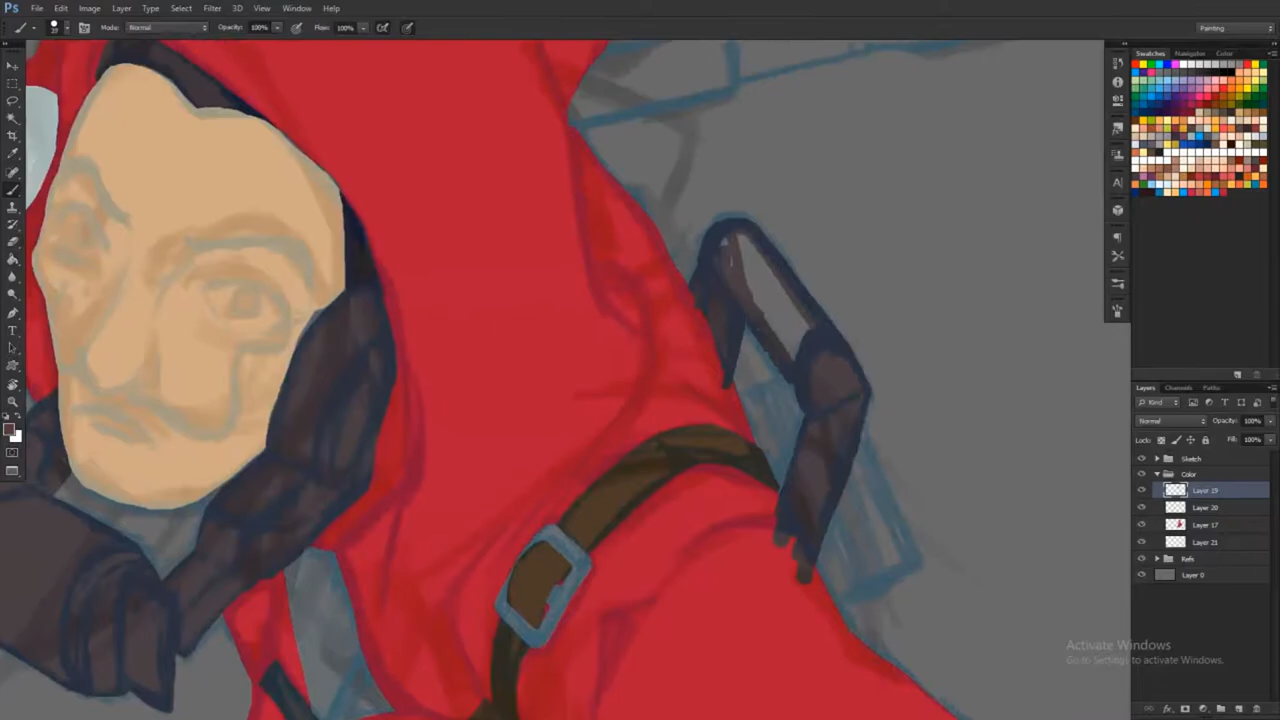 Ps File Edit Image Layer Type Select Filter 3D View Window Help
20 Mode: Normal Opacity: 100% Flow: 100% Painting
Swatches Navigator Color
Layers Channels Paths
Kind
Normal Opacity: 100%
Lock: Fill: 100%
Sketch
Color
Layer 19
Layer 20
Layer 17
Layer 21
Refs
Layer 0
Activate Windows
Go to Settings to activate Windows.